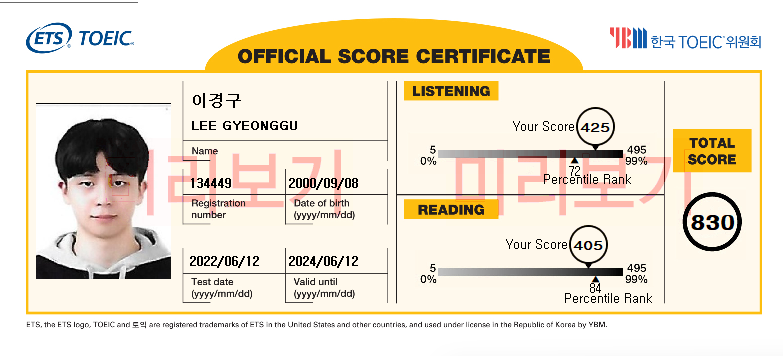 ETS TOEIC
OFFICIAL SCORE CERTIFICATE
YBM 한국 TOEIC 위원회
이경구
LEE GYEONGGU
Name
134449
Registration
number
2000/09/08
Date of birth
(yyyy/mm/dd)
2022/06/12
Test date
(yyyy/mm/dd)
2024/06/12
Valid until
(yyyy/mm/dd)
LISTENING
Your Score 425
5 495
0% 99%
72
Percentile Rank
READING
Your Score 405
5 495
0% 99%
84
Percentile Rank
TOTAL
SCORE
830
미리보기 미리보기
ETS, the ETS logo, TOEIC and 토익 are registered trademarks of ETS in the United States and other countries, and used under license in the Republic of Korea by YBM.